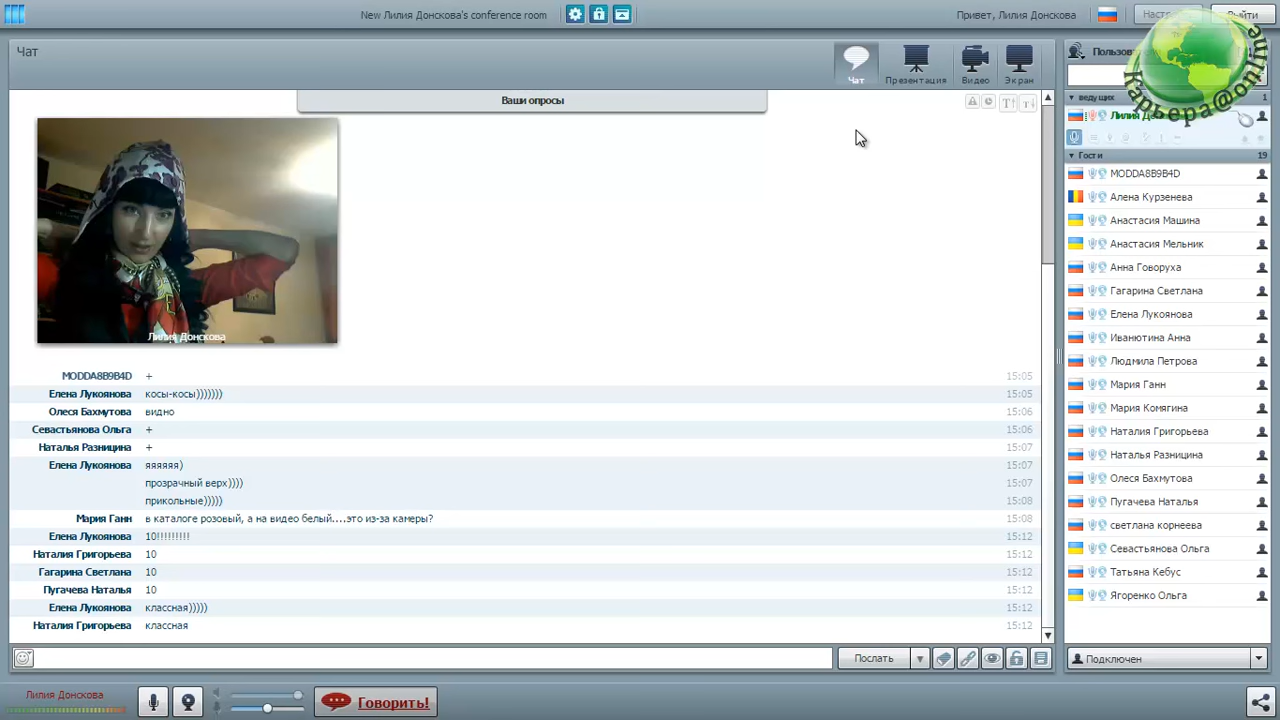 New Лилия Донскова's conference room
Привет, Лилия Донскова
Выйти
Чат
Чат
Презентация
Видео
Экран
Ваши опросы
T↑
T↓
Лилия Донскова
MODDA8B9B4D + 15:05
Елена Лукоянова косы-косы))))))) 15:05
Олеся Бахмутова видно 15:06
Севастьянова Ольга + 15:06
Наталья Разницина + 15:07
Елена Лукоянова яяяяяя) 15:07
прозрачный верх)))) 15:07
прикольные))))) 15:08
Мария Ганн в каталоге розовый, а на видео белый....это из-за камеры? 15:08
Елена Лукоянова 10!!!!!!!!! 15:12
Наталия Григорьева 10 15:12
Гагарина Светлана 10 15:12
Пугачева Наталья 10 15:12
Елена Лукоянова классная))))) 15:12
Наталия Григорьева классная 15:12
Послать
Лилия Донскова
Говорить!
карьера@online
ведущих 1
Лилия
Гости 19
MODDA8B9B4D
Алена Курзенева
Анастасия Машина
Анастасия Мельник
Анна Говоруха
Гагарина Светлана
Елена Лукоянова
Иванютина Анна
Людмила Петрова
Мария Ганн
Мария Комягина
Наталия Григорьева
Наталья Разницина
Олеся Бахмутова
Пугачева Наталья
светлана корнеева
Севастьянова Ольга
Татьяна Кебус
Ягоренко Ольга
Подключен